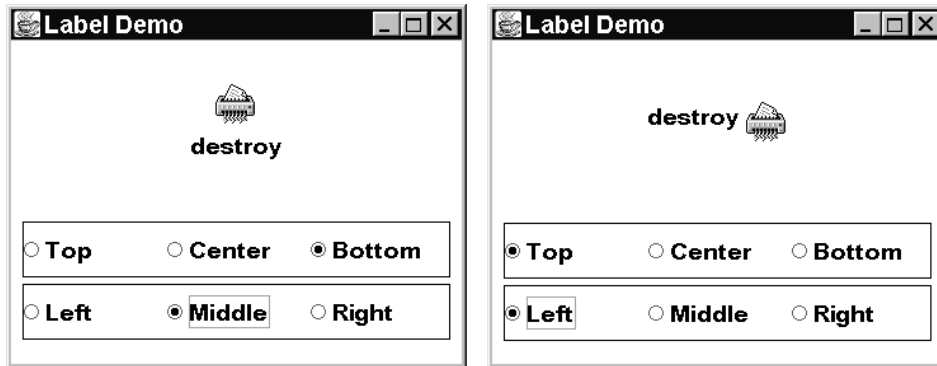 Label Demo
destroy
Top Center Bottom
Left Middle Right
Label Demo
destroy
Top Center Bottom
Left Middle Right